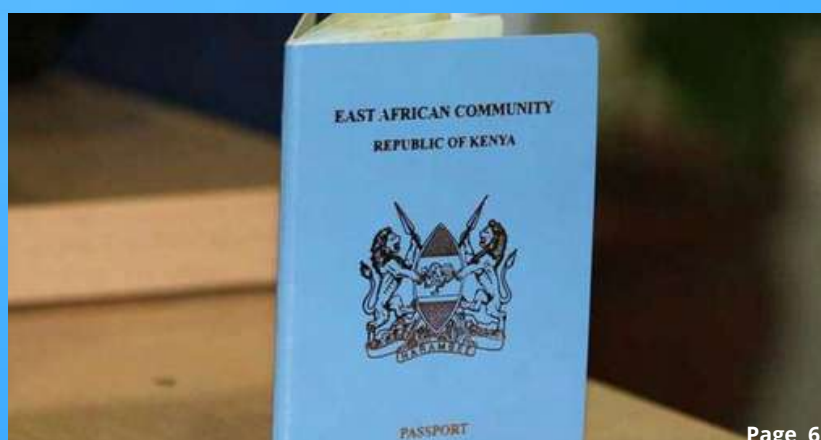 EAST AFRICAN COMMUNITY
REPUBLIC OF KENYA
HARAMBEE
PASSPORT
Page 6